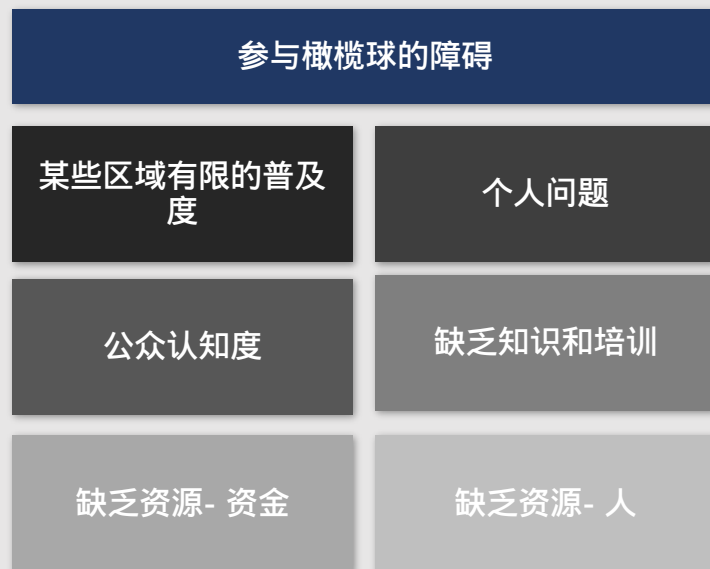 参与橄榄球的障碍
某些区域有限的普及
度
个人问题
公众认知度
缺乏知识和培训
缺乏资源- 资金
缺乏资源- 人